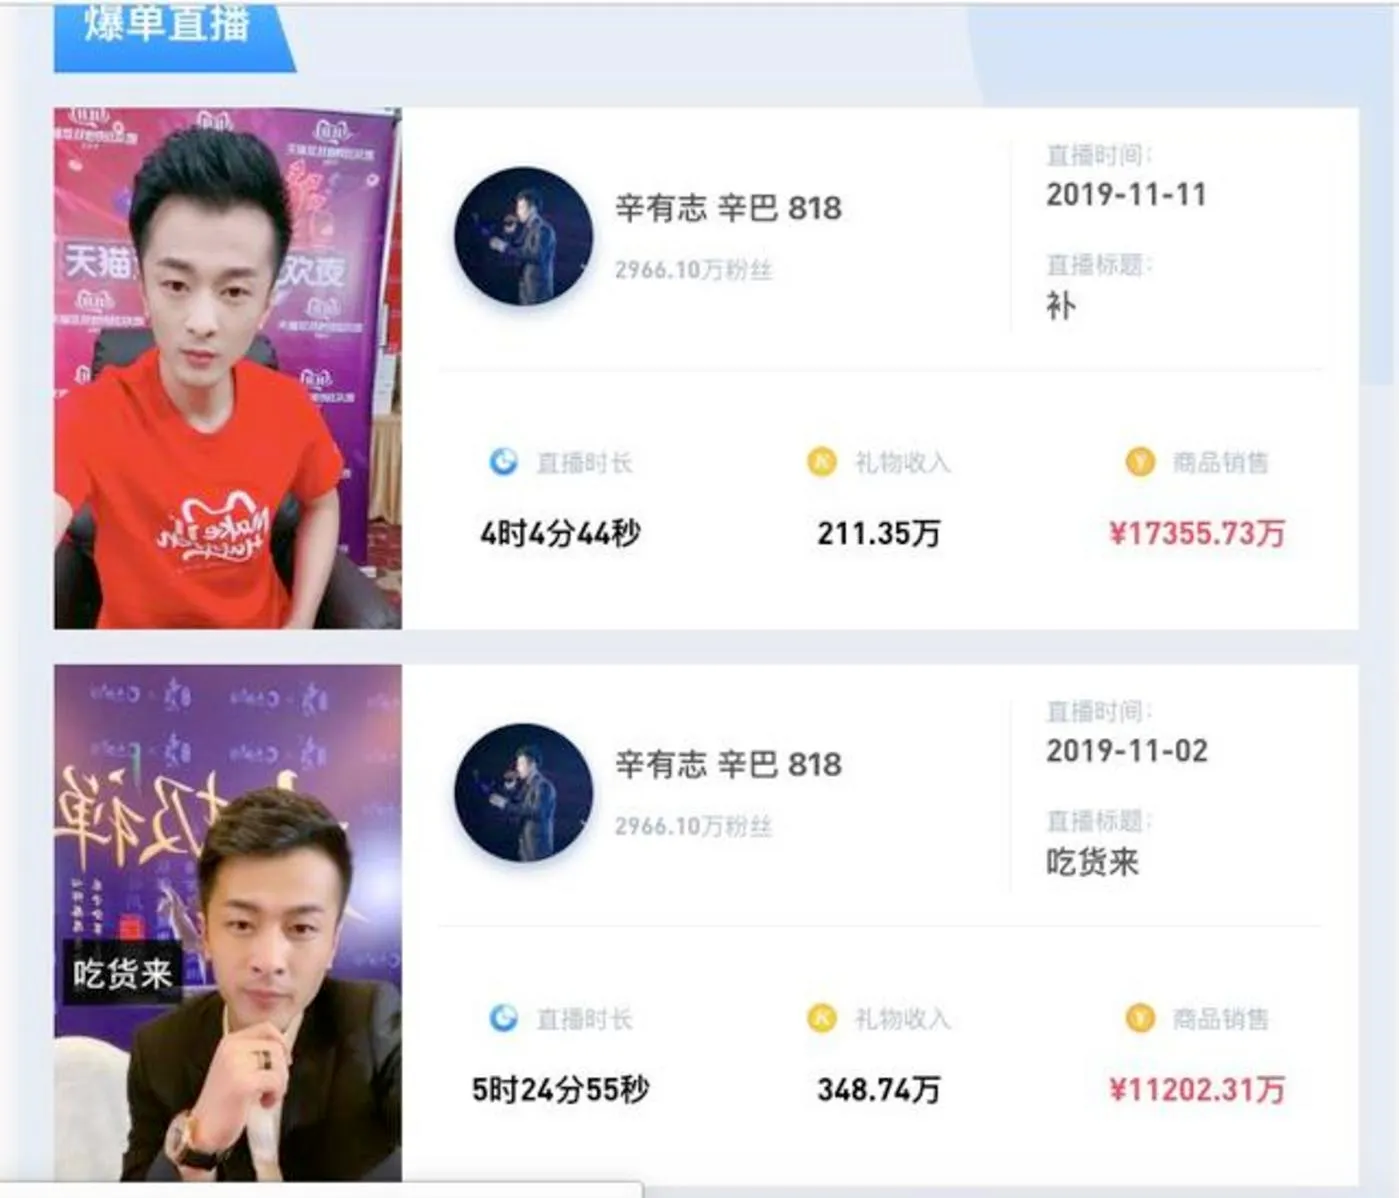 爆单直播
天猫
欢夜
辛有志 辛巴 818
2966.10万粉丝
直播时间:
2019-11-11
直播标题:
补
直播时长
礼物收入
商品销售
4时4分44秒
211.35万
¥17355.73万
吃货来
辛有志 辛巴 818
2966.10万粉丝
直播时间:
2019-11-02
直播标题:
吃货来
直播时长
礼物收入
商品销售
5时24分55秒
348.74万
¥11202.31万